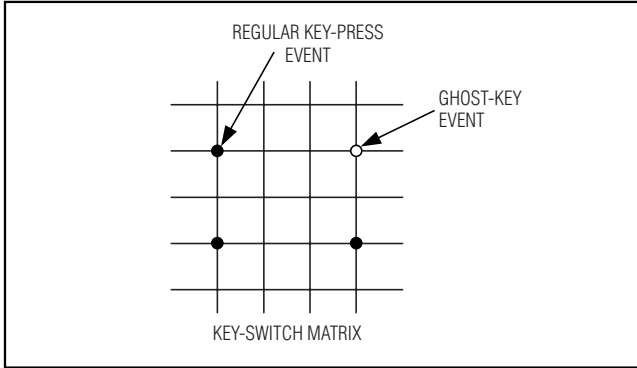 REGULAR KEY-PRESS
EVENT
GHOST-KEY
EVENT
KEY-SWITCH MATRIX